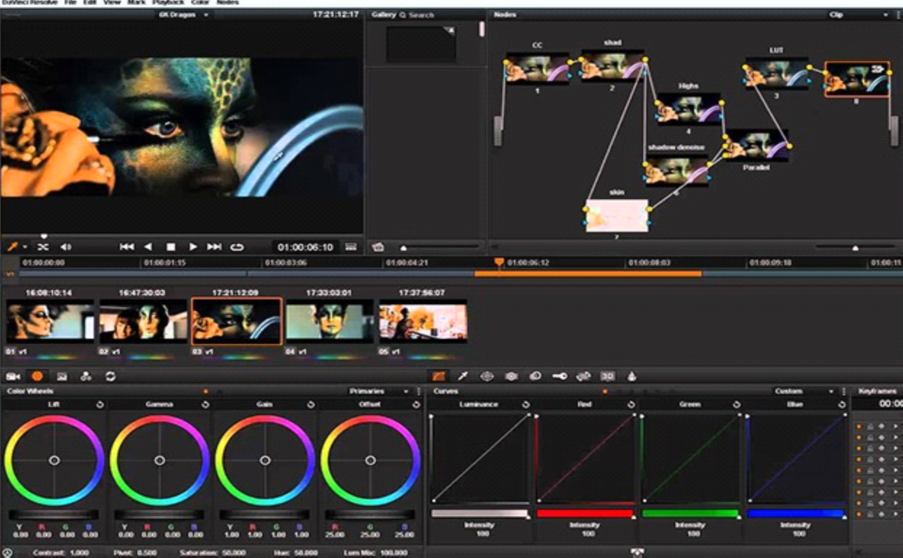 DaVinci Resolve File Edit View Mark Playback Color Nodes
6K Dragon 17:21:12:17 Gallery Search Nodes Clip
CC shad LUT
1 2 3 8
Highs
4
shadow denoise
Parallel
skin
01:00:06:10
V1 01:00:00:00 01:00:01:15 01:00:03:06 01:00:04:21 01:00:06:12 01:00:08:03 01:00:09:18 01:00:11
16:08:10:14 16:47:30:03 17:21:12:09 17:33:03:01 17:37:56:07
01 V1 02 V1 03 V1 04 V1 05 V1
3D
Color Wheels Primaries Curves Custom Keyframes
Lift Gamma Gain Offset Luminance Red Green Blue 00:00
Y R G B Y R G B Y R G B R G B
0.00 0.00 0.00 0.00 0.00 0.00 0.00 0.00 1.00 1.00 1.00 1.00 25.00 25.00 25.00
Intensity Intensity Intensity Intensity
100 100 100 100
Contrast: 1.000 Pivot: 0.500 Saturation: 50.000 Hue: 50.000 Lum Mix: 100.000